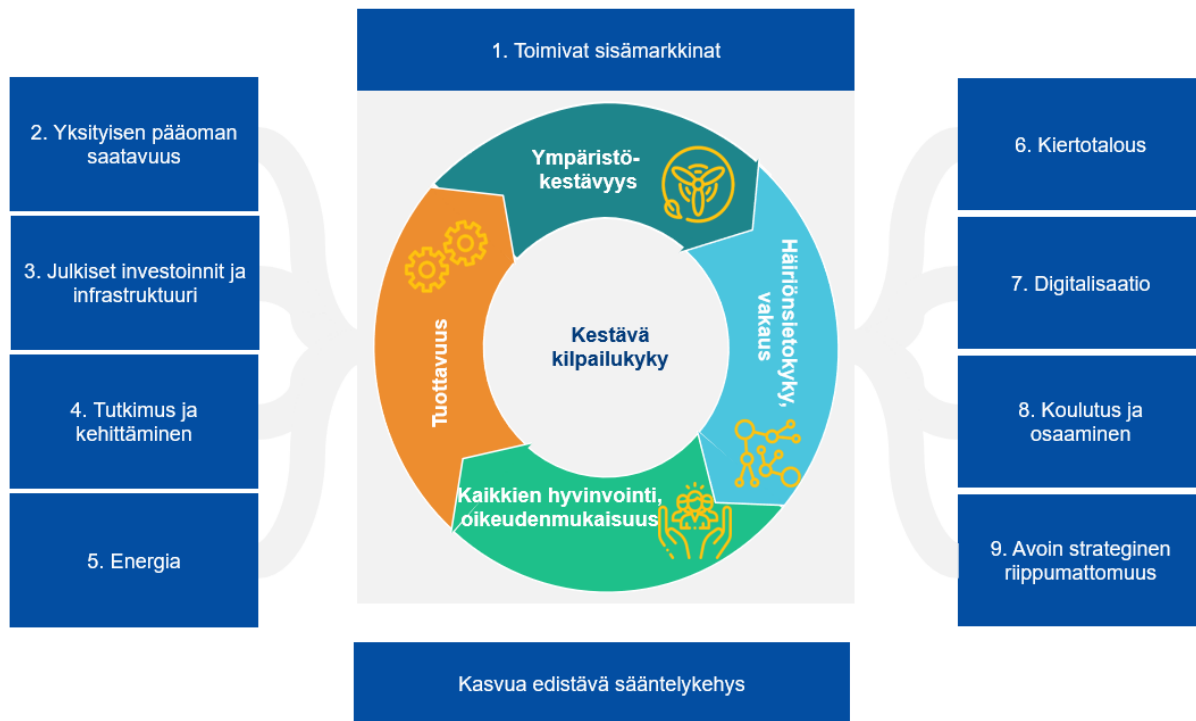 1. Toimivat sisämarkkinat
2. Yksityisen pääoman
saatavuus
3. Julkiset investoinnit ja
infrastruktuuri
4. Tutkimus ja
kehittäminen
5. Energia
Ympäristö-
kestävyys
Häiriönsietokyky,
vakaus
Kaikkien hyvinvointi,
oikeudenmukaisuus
Tuottavuus
Kestävä
kilpailukyky
6. Kiertotalous
7. Digitalisaatio
8. Koulutus ja
osaaminen
9. Avoin strateginen
riippumattomuus
Kasvua edistävä sääntelykehys